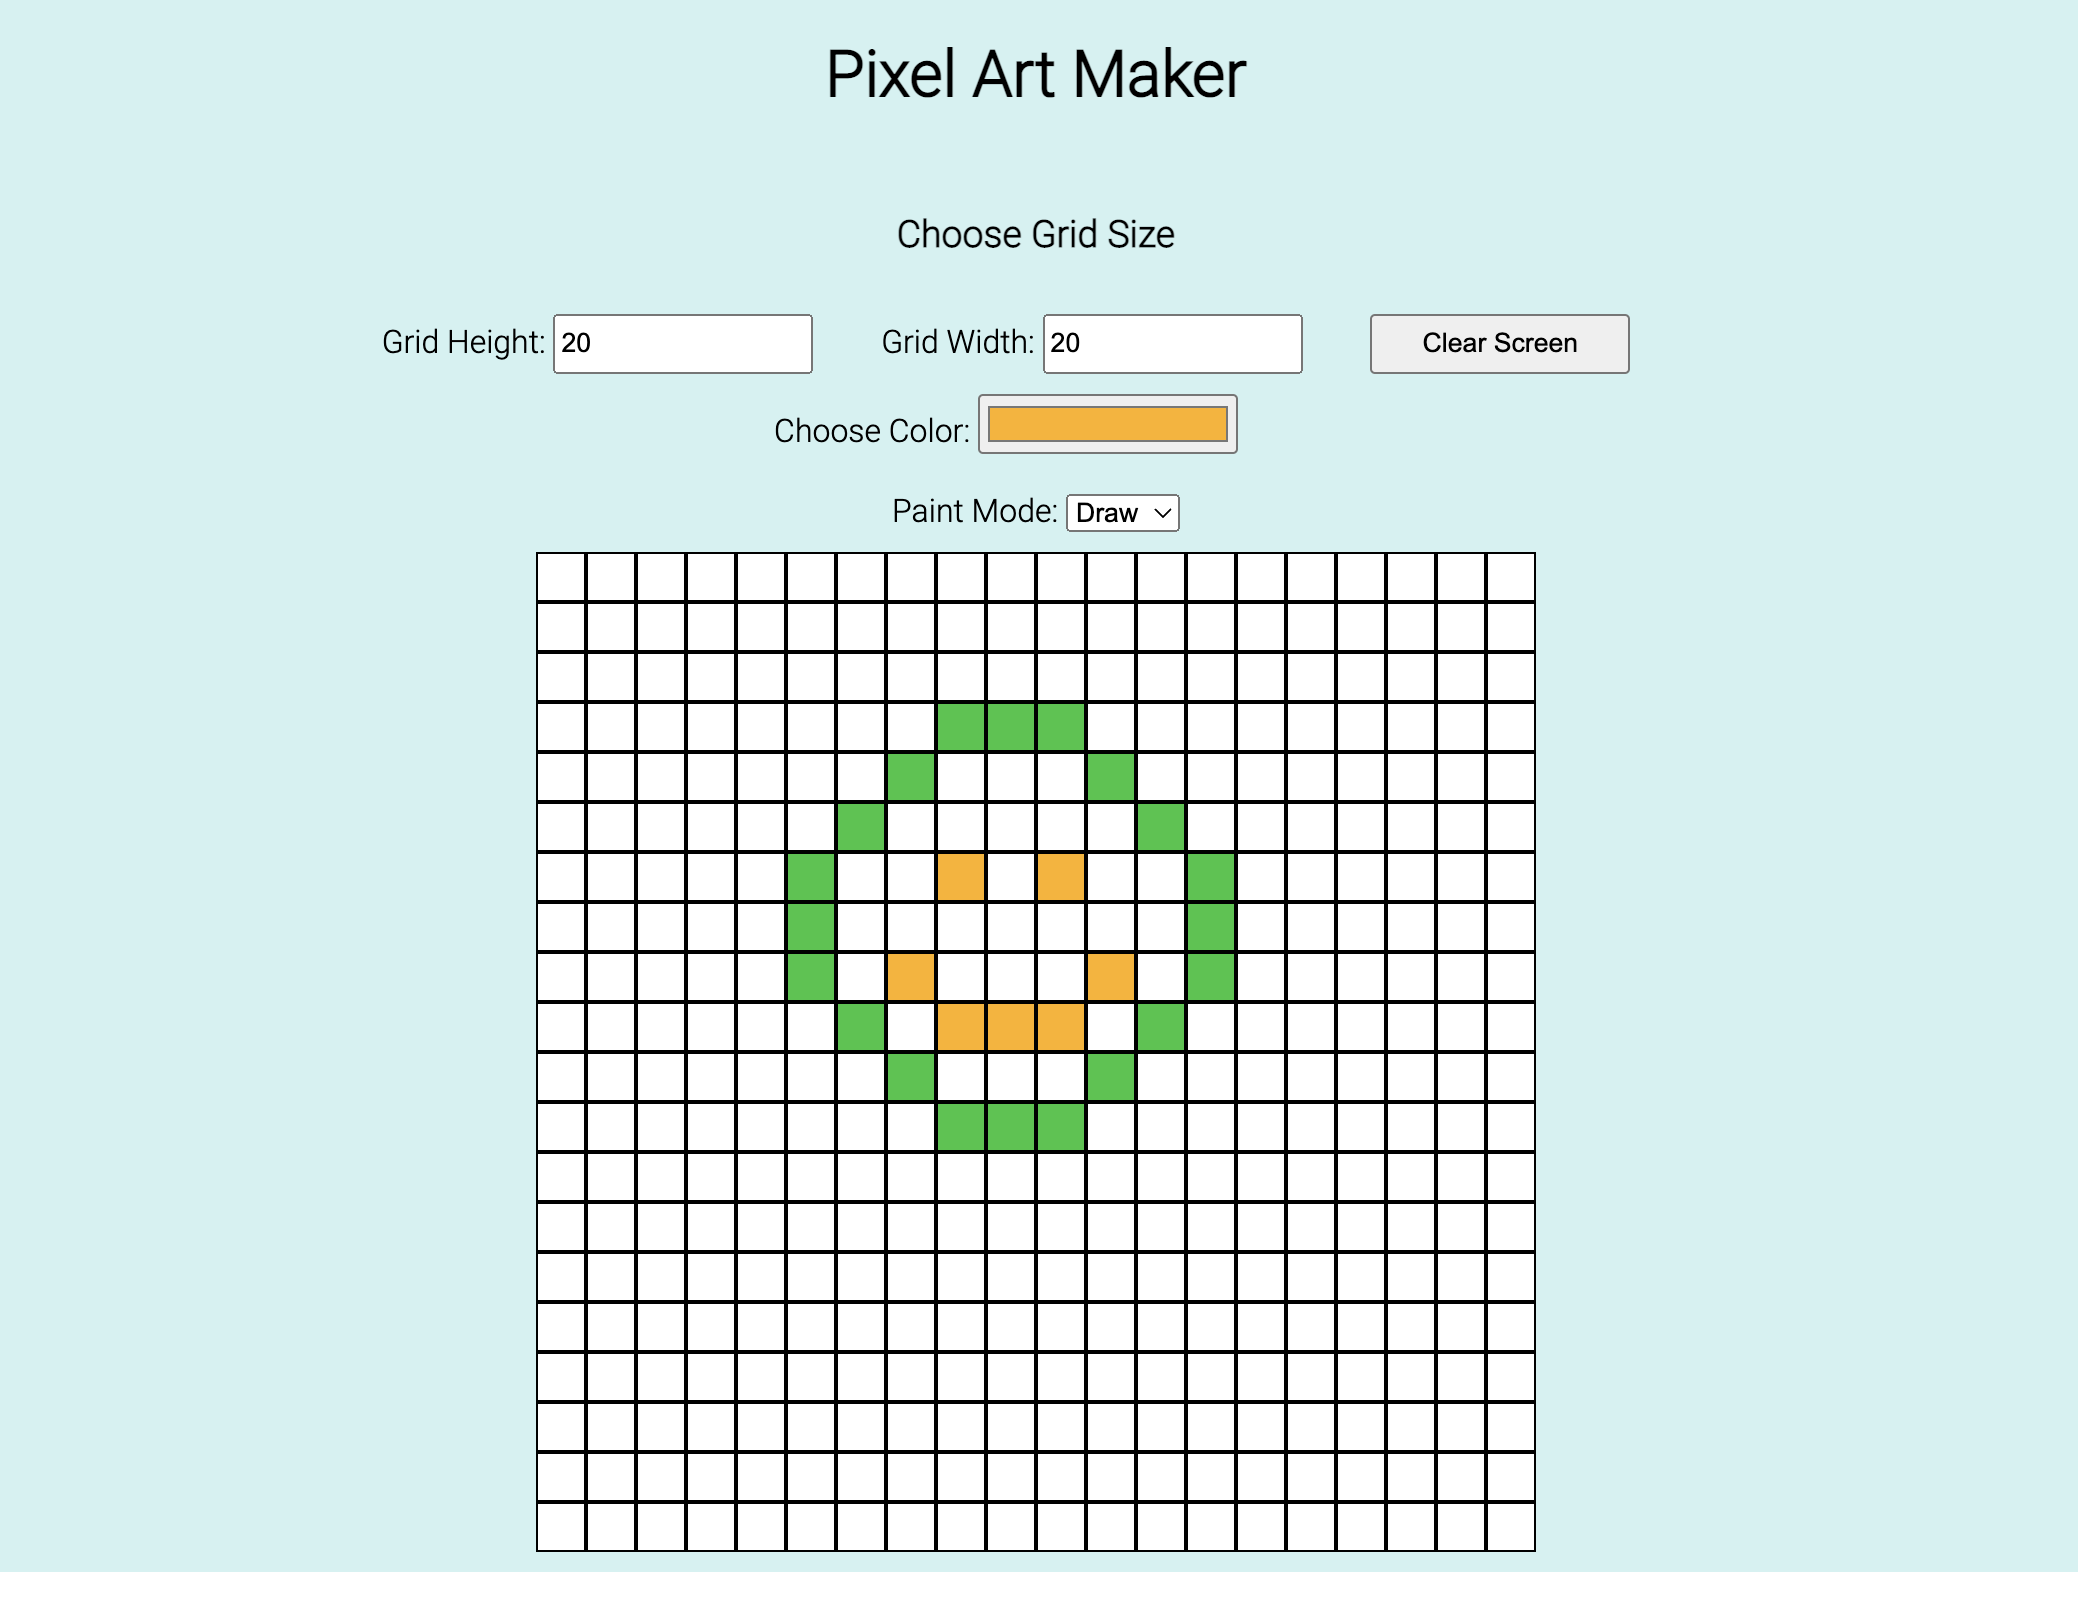 Pixel Art Maker
Choose Grid Size
Grid Height: 20 Grid Width: 20 Clear Screen
Choose Color:
Paint Mode: Draw